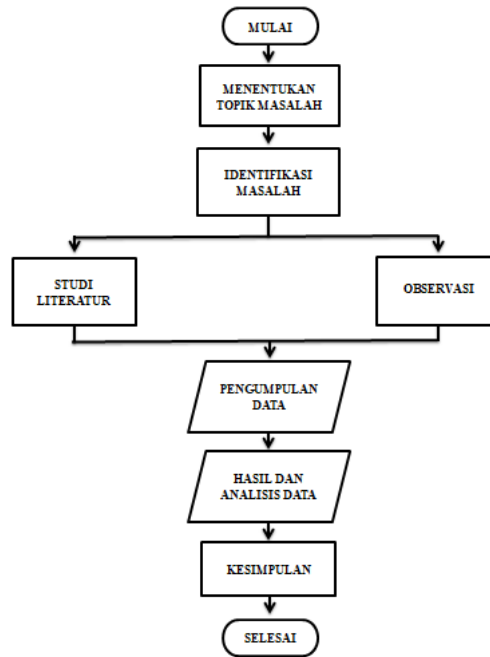 MULAI
MENENTUKAN
TOPIK MASALAH
IDENTIFIKASI
MASALAH
STUDI
LITERATUR
OBSERVASI
PENGUMPULAN
DATA
HASIL DAN
ANALISIS DATA
KESIMPULAN
SELESAI